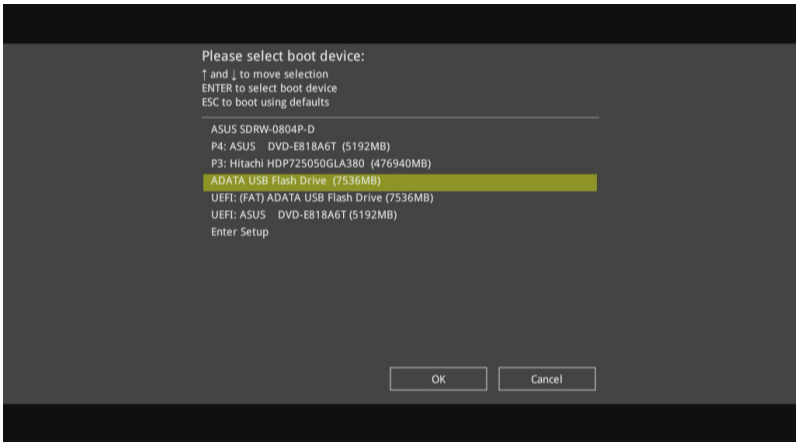 Please select boot device:
↑ and ↓ to move selection
ENTER to select boot device
ESC to boot using defaults
ASUS SDRW-0804P-D
P4: ASUS DVD-E818A6T (5192MB)
P3: Hitachi HDP725050GLA380 (476940MB)
ADATA USB Flash Drive (7536MB)
UEFI: (FAT) ADATA USB Flash Drive (7536MB)
UEFI: ASUS DVD-E818A6T (5192MB)
Enter Setup
OK Cancel